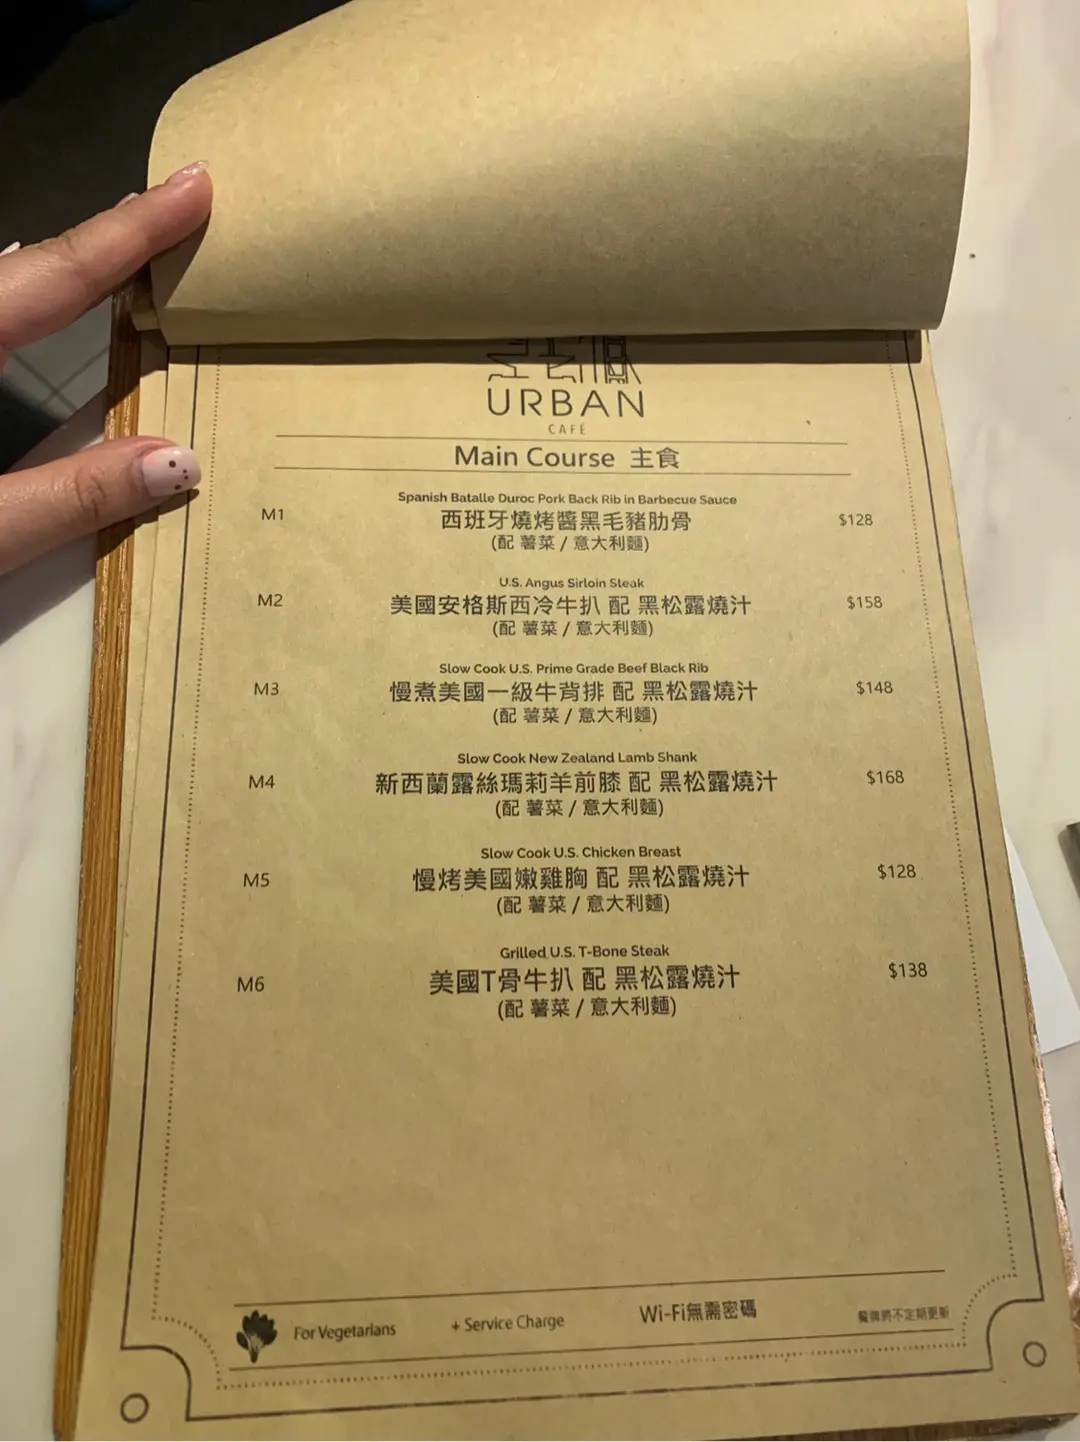 URBAN
CAFÉ
Main Course 主食
M1
Spanish Batalle Duroc Pork Back Rib in Barbecue Sauce
西班牙燒烤醬黑毛豬肋骨
(配 薯菜 / 意大利麵)
$128
M2
U.S. Angus Sirloin Steak
美國安格斯西冷牛扒 配 黑松露燒汁
(配 薯菜 / 意大利麵)
$158
M3
Slow Cook U.S. Prime Grade Beef Black Rib
慢煮美國一級牛背排 配 黑松露燒汁
(配 薯菜 / 意大利麵)
$148
M4
Slow Cook New Zealand Lamb Shank
新西蘭露絲瑪莉羊前膝 配 黑松露燒汁
(配 薯菜 / 意大利麵)
$168
M5
Slow Cook U.S. Chicken Breast
慢烤美國嫩雞胸 配 黑松露燒汁
(配 薯菜 / 意大利麵)
$128
M6
Grilled U.S. T-Bone Steak
美國T骨牛扒 配 黑松露燒汁
(配 薯菜 / 意大利麵)
$138
For Vegetarians
+ Service Charge
Wi-Fi無需密碼
餐牌將不定期更新